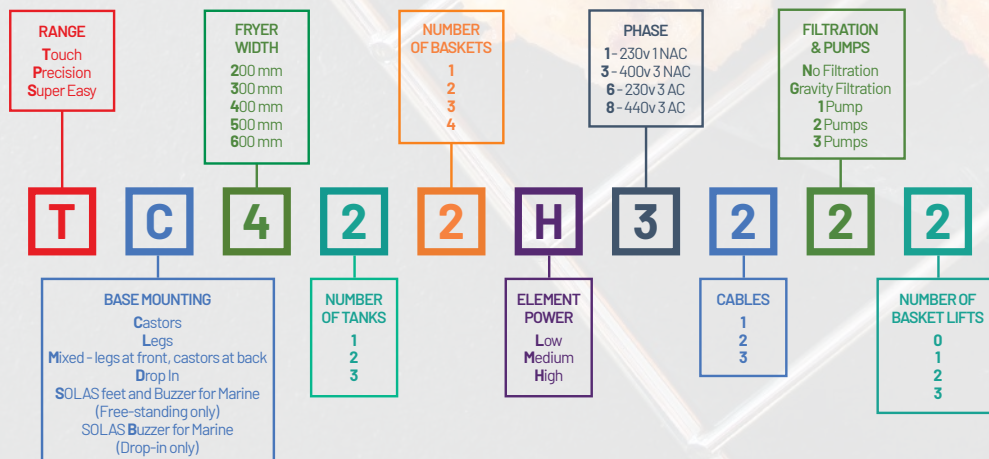 RANGE
Touch
Precision
Super Easy
FRYER
WIDTH
200 mm
300 mm
400 mm
500 mm
600 mm
NUMBER
OF BASKETS
1
2
3
4
PHASE
1 - 230v 1 NAC
3 - 400v 3 NAC
6 - 230v 3 AC
8 - 440v 3 AC
FILTRATION
& PUMPS
No Filtration
Gravity Filtration
1 Pump
2 Pumps
3 Pumps
T C 4 2 2 H 3 2 2 2
BASE MOUNTING
Castors
Legs
Mixed - legs at front, castors at back
Drop In
SOLAS feet and Buzzer for Marine
(Free-standing only)
SOLAS Buzzer for Marine
(Drop-in only)
NUMBER
OF TANKS
1
2
3
ELEMENT
POWER
Low
Medium
High
CABLES
1
2
3
NUMBER OF
BASKET LIFTS
0
1
2
3